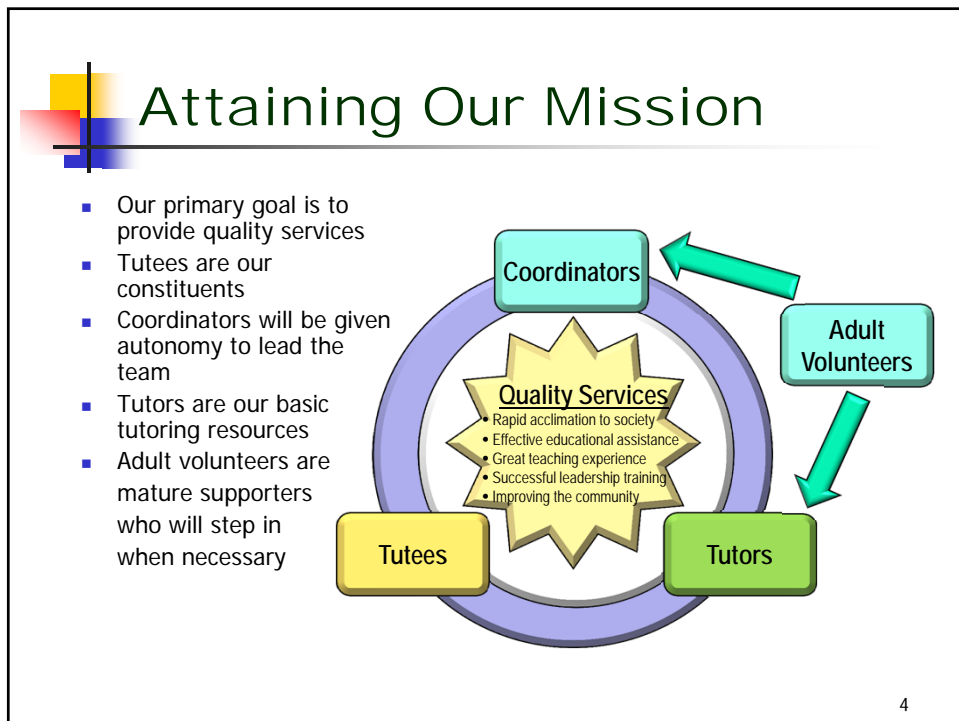 Attaining Our Mission
■ Our primary goal is to
provide quality services
■ Tutees are our
constituents
■ Coordinators will be given
autonomy to lead the
team
■ Tutors are our basic
tutoring resources
■ Adult volunteers are
mature supporters
who will step in
when necessary
Coordinators
Adult
Volunteers
Quality Services
• Rapid acclimation to society
• Effective educational assistance
• Great teaching experience
• Successful leadership training
• Improving the community
Tutees
Tutors
4